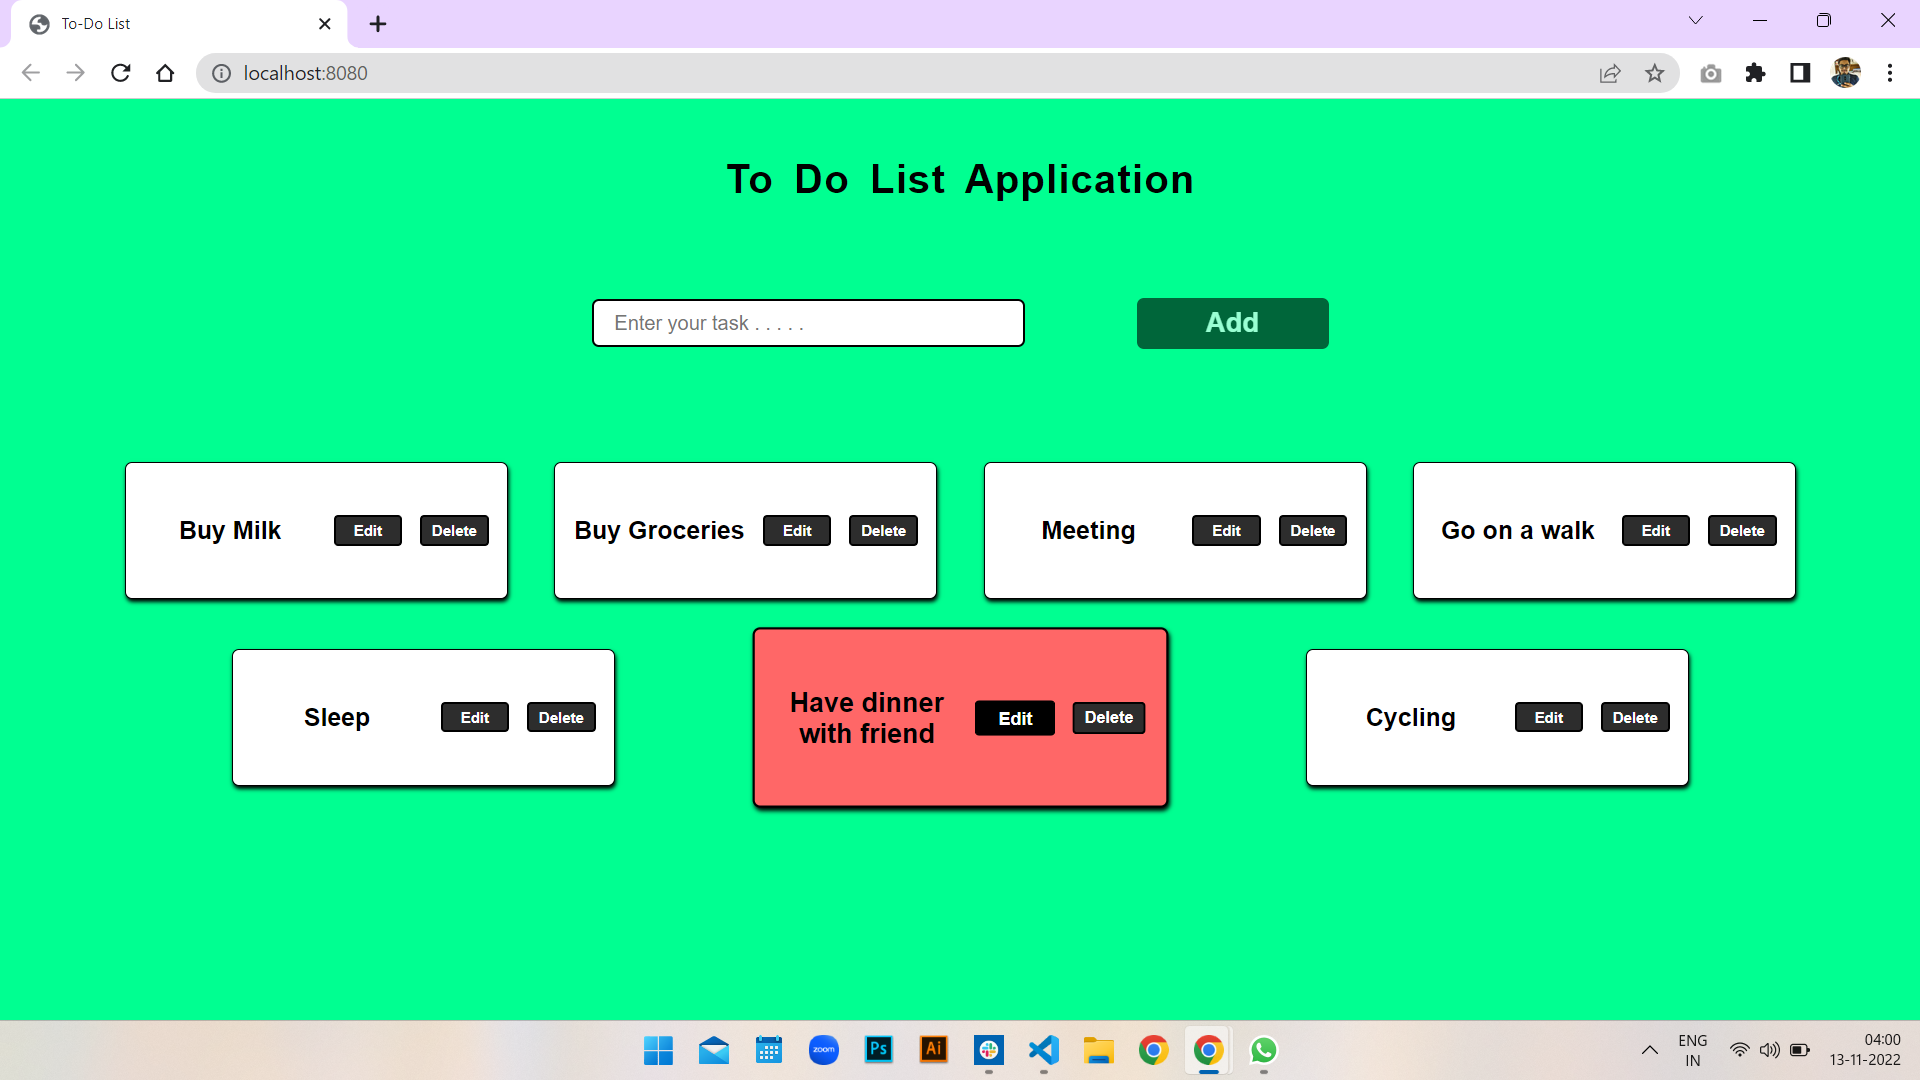 To-Do List
localhost:8080
To Do List Application
Enter your task . . . . .
Add
Buy Milk Edit Delete
Buy Groceries Edit Delete
Meeting Edit Delete
Go on a walk Edit Delete
Sleep Edit Delete
Have dinner
with friend
Edit Delete
Cycling Edit Delete
zoom
Ps
Ai
ENG
IN
04:00
13-11-2022